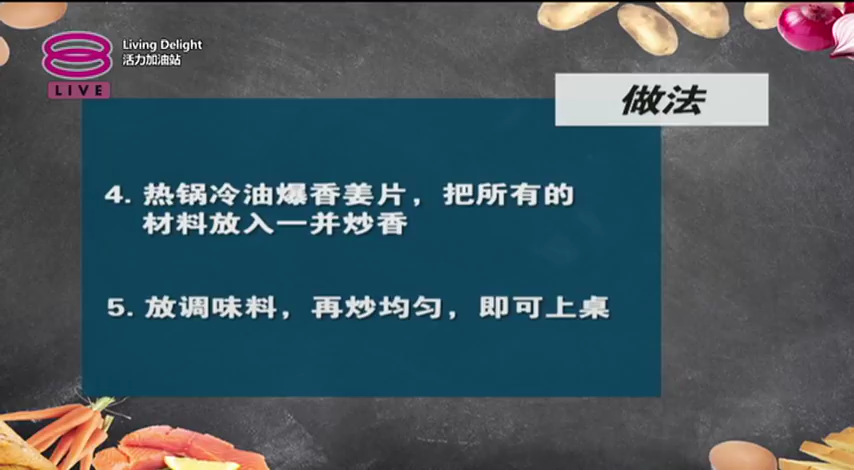 Living Delight
活力加油站
LIVE
做法
4. 热锅冷油爆香姜片，把所有的
材料放入一并炒香
5. 放调味料，再炒均匀，即可上桌